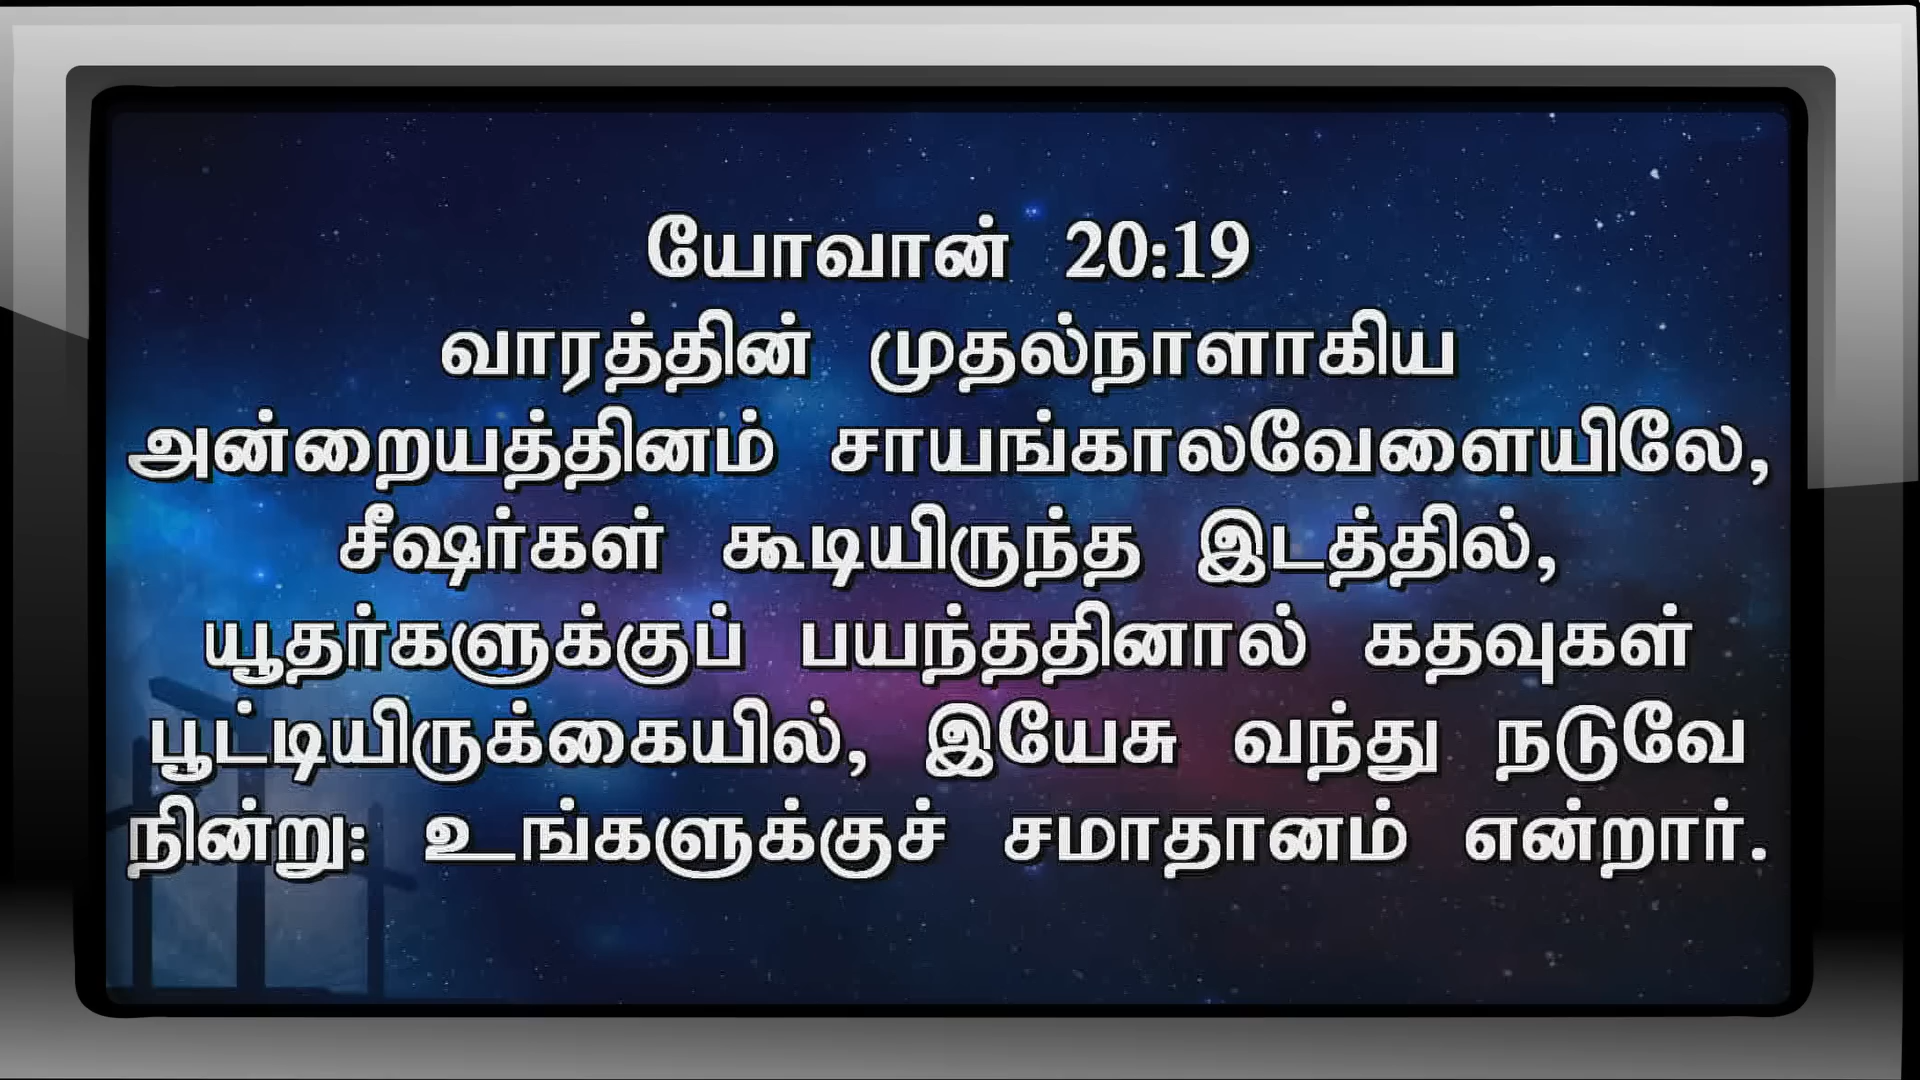 யோவான் 20:19
வாரத்தின் முதல்நாளாகிய
அன்றையத்தினம் சாயங்காலவேளையிலே,
சீஷர்கள் கூடியிருந்த இடத்தில்,
யூதர்களுக்குப் பயந்ததினால் கதவுகள்
பூட்டியிருக்கையில், இயேசு வந்து நடுவே
நின்று: உங்களுக்குச் சமாதானம் என்றார்.